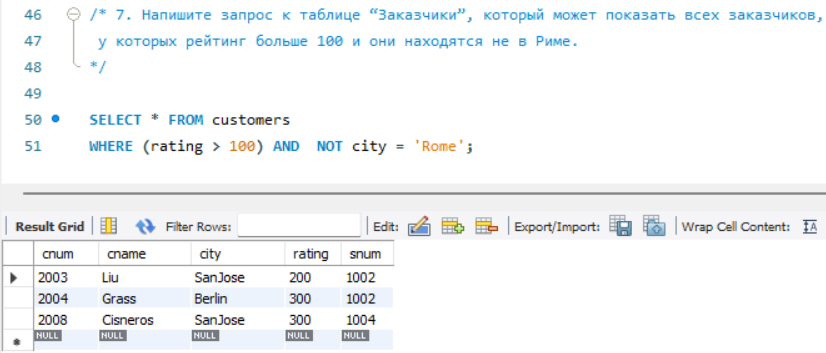 46 /* 7. Напишите запрос к таблице “Заказчики”, который может показать всех заказчиков,
47 у которых рейтинг больше 100 и они находятся не в Риме.
48 */
49
50 SELECT * FROM customers
51 WHERE (rating > 100) AND  NOT city = 'Rome';
Result Grid Filter Rows: Edit: Export/Import: Wrap Cell Content:
cnum cname city rating snum
2003 Liu SanJose 200 1002
2004 Grass Berlin 300 1002
2008 Cisneros SanJose 300 1004
NULL NULL NULL NULL NULL